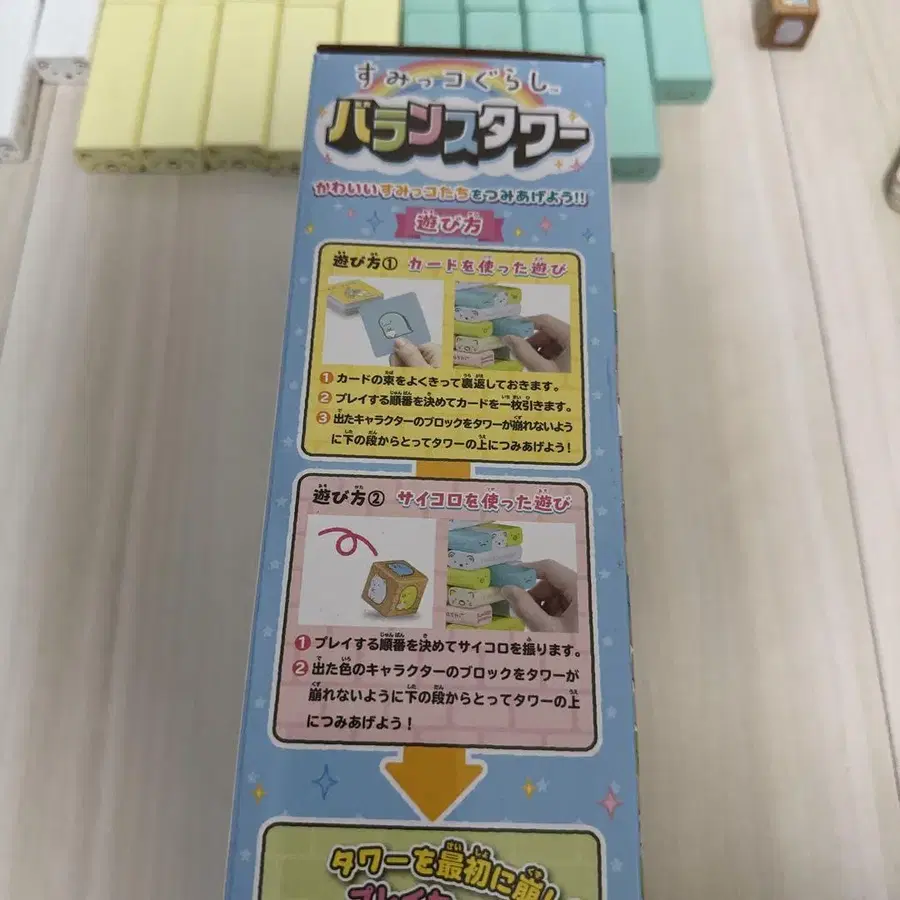 すみっコぐらし™
バランスタワー
かわいいすみっコたちをつみあげよう!!
遊び方
遊び方① カードを使った遊び
① カードの束をよくきって裏返しておきます。
② プレイする順番を決めてカードを一枚引きます。
③ 出たキャラクターのブロックをタワーが崩れないよう
に下の段からとってタワーの上につみあげよう!
遊び方② サイコロを使った遊び
① プレイする順番を決めてサイコロを振ります。
② 出た色のキャラクターのブロックをタワーが
崩れないように下の段からとってタワーの上
につみあげよう!
タワーを最初に崩し